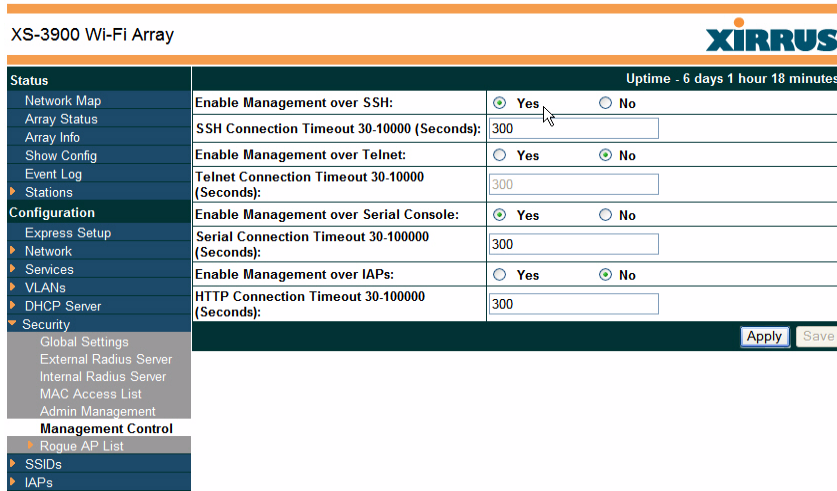 XS-3900 Wi-Fi Array
XIRRUS
Status
Uptime - 6 days 1 hour 18 minutes
Network Map
Array Status
Array Info
Show Config
Event Log
Stations
Configuration
Express Setup
Network
Services
VLANs
DHCP Server
Security
Global Settings
External Radius Server
Internal Radius Server
MAC Access List
Admin Management
Management Control
Rogue AP List
SSIDs
IAPs
Enable Management over SSH: Yes No
SSH Connection Timeout 30-10000 (Seconds): 300
Enable Management over Telnet: Yes No
Telnet Connection Timeout 30-10000
(Seconds): 300
Enable Management over Serial Console: Yes No
Serial Connection Timeout 30-100000
(Seconds): 300
Enable Management over IAPs: Yes No
HTTP Connection Timeout 30-100000
(Seconds): 300
Apply Save